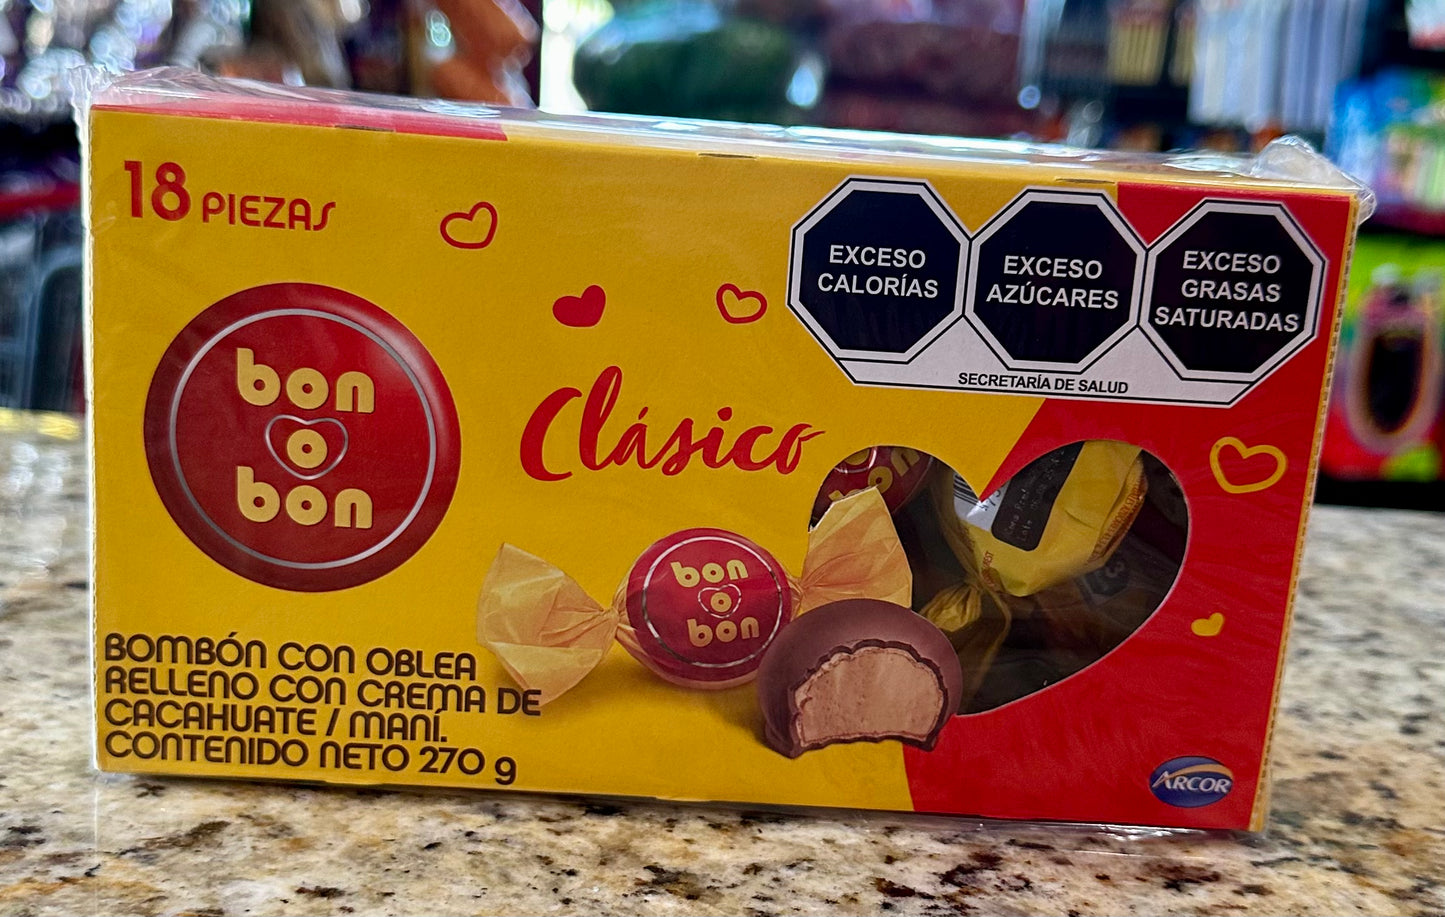 18 PIEZAS
EXCESO
CALORÍAS
EXCESO
AZÚCARES
EXCESO
GRASAS
SATURADAS
SECRETARÍA DE SALUD
bon
o
bon
Clásico
bon
bon
o
bon
BOMBÓN CON OBLEA
RELLENO CON CREMA DE
CACAHUATE / MANÍ.
CONTENIDO NETO 270 g
ARCOR